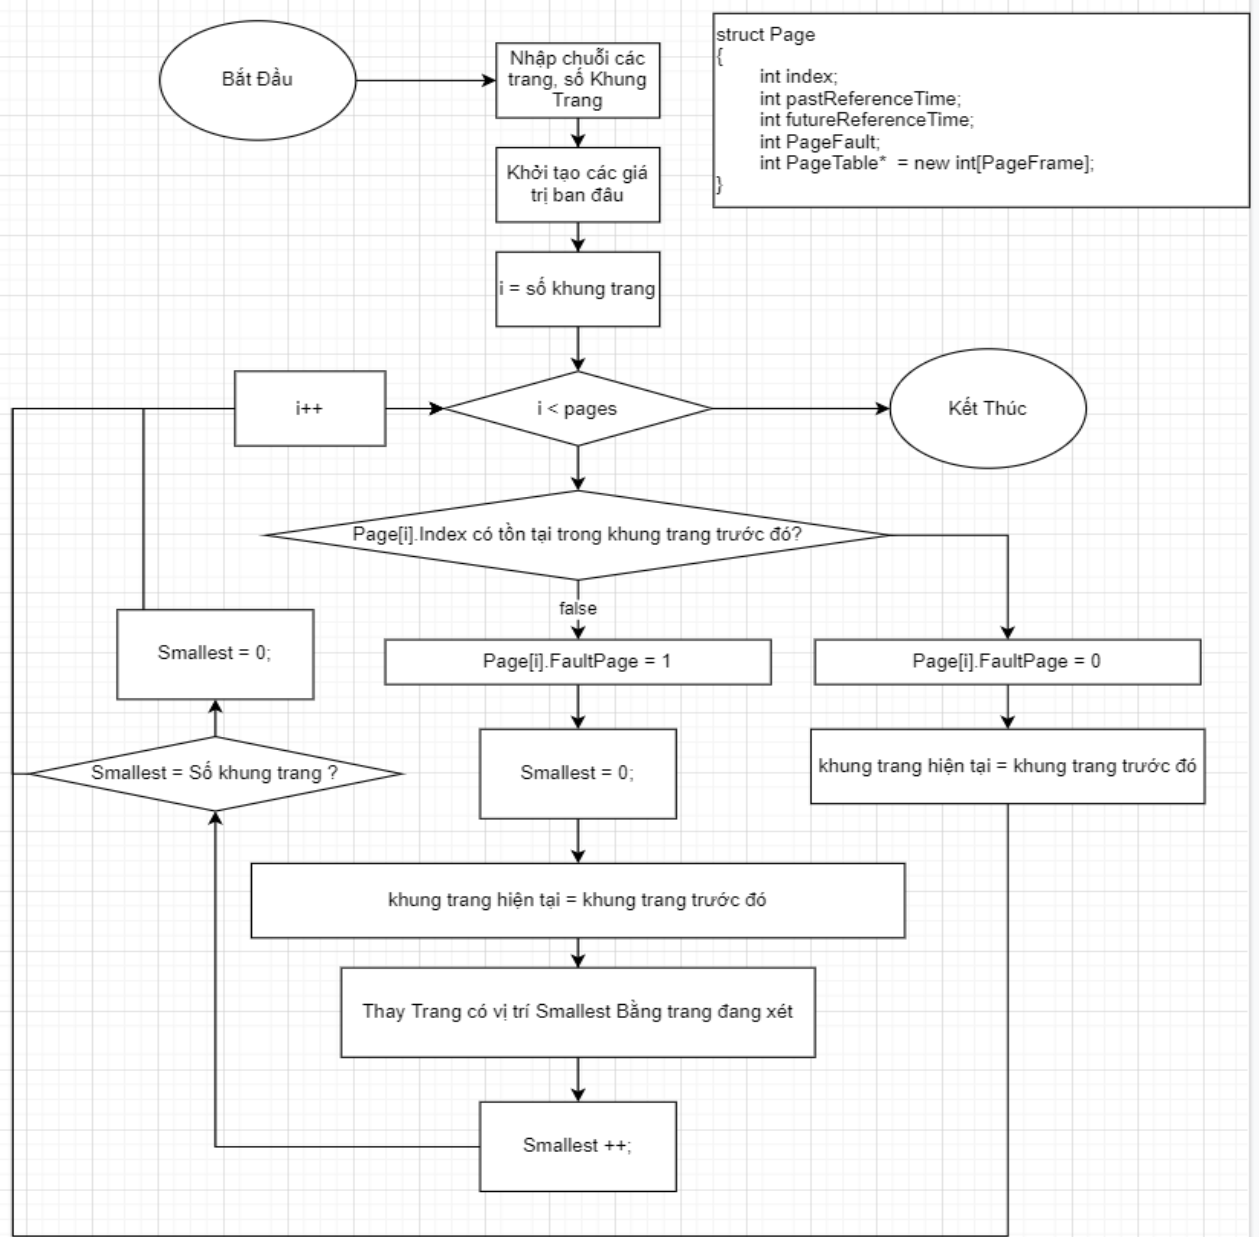 Bắt Đầu
Nhập chuỗi các
trang, số Khung
Trang
struct Page
{
int index;
int pastReferenceTime;
int futureReferenceTime;
int PageFault;
int PageTable* = new int[PageFrame];
}
Khởi tạo các giá
trị ban đâu
i = số khung trang
i++
i < pages
Kết Thúc
Page[i].Index có tồn tại trong khung trang trước đó?
false
Smallest = 0;
Page[i].FaultPage = 1
Page[i].FaultPage = 0
Smallest = Số khung trang ?
Smallest = 0;
khung trang hiện tại = khung trang trước đó
khung trang hiện tại = khung trang trước đó
Thay Trang có vị trí Smallest Bằng trang đang xét
Smallest ++;